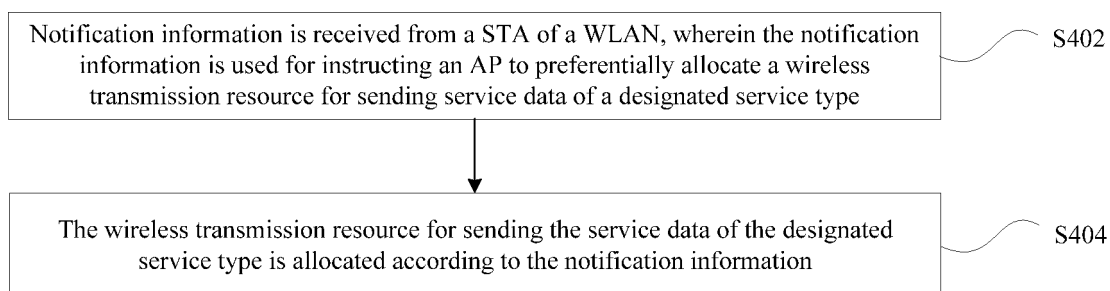 Notification information is received from a STA of a WLAN, wherein the notification
information is used for instructing an AP to preferentially allocate a wireless
transmission resource for sending service data of a designated service type
S402
The wireless transmission resource for sending the service data of the designated
service type is allocated according to the notification information
S404